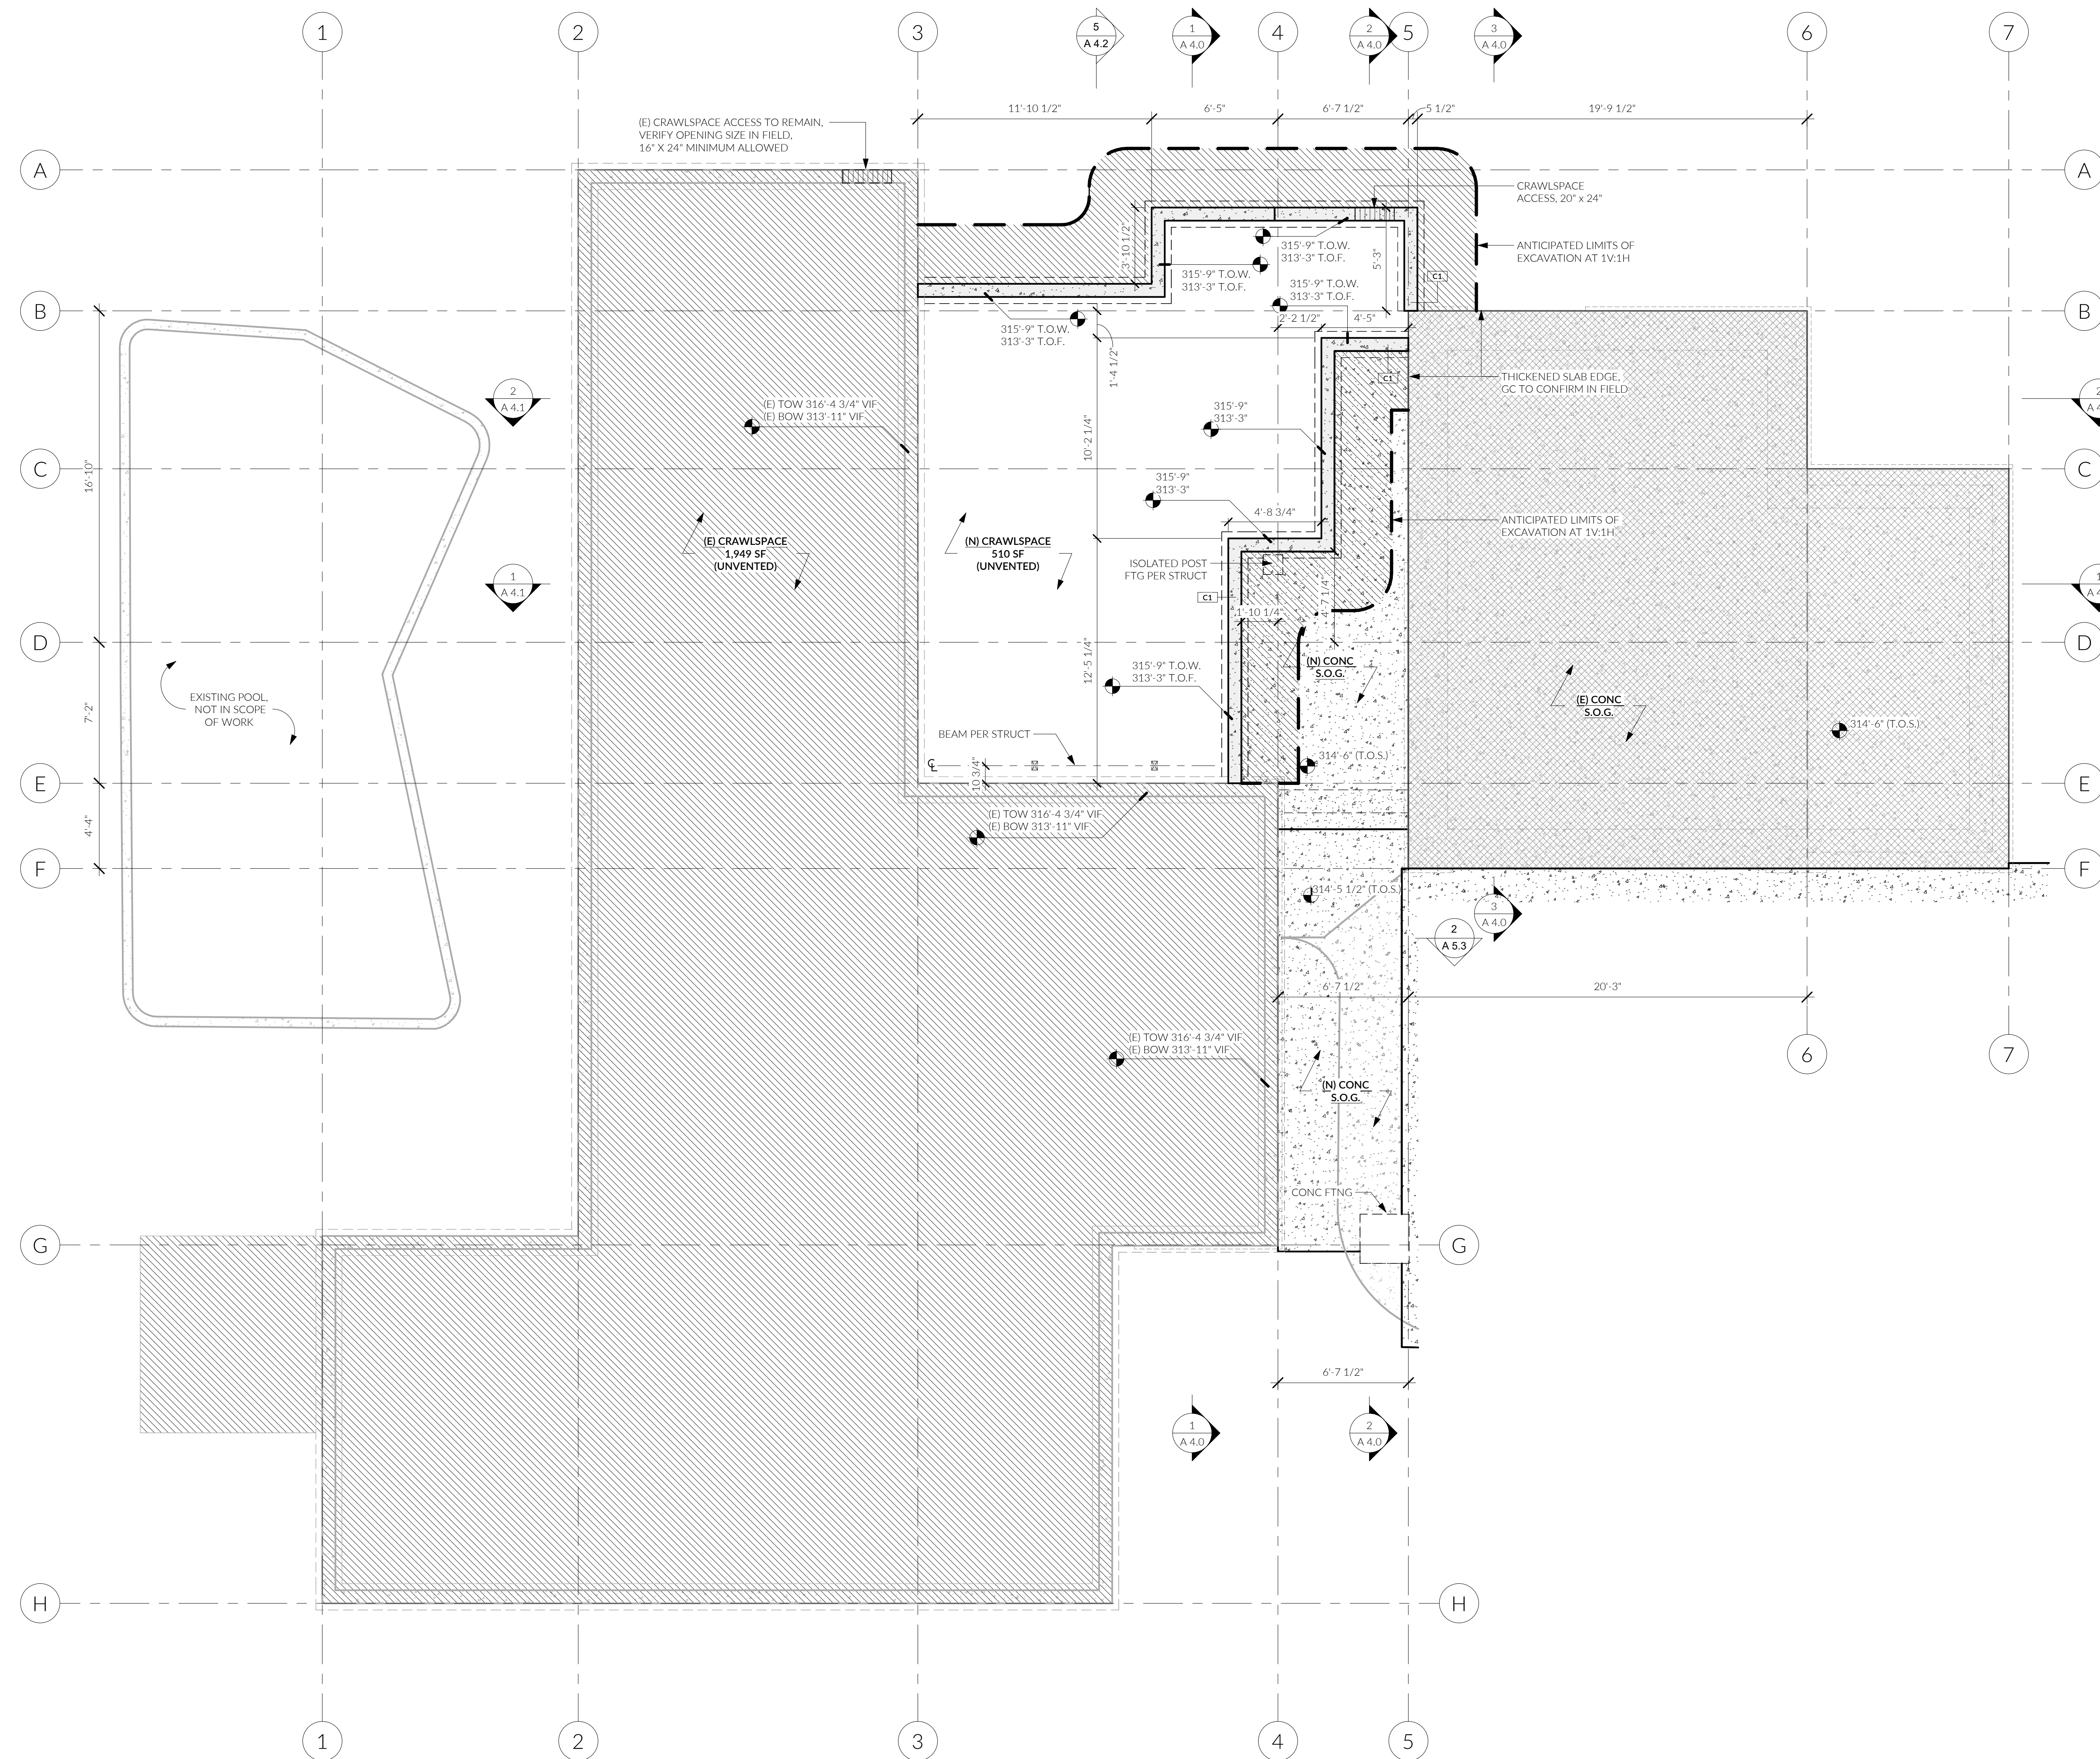 1
2
3
5
A 4.2
1
A 4.0
4
2
A 4.0
5
3
A 4.0
6
7
11'-10 1/2"
6'-5"
6'-7 1/2"
5 1/2"
19'-9 1/2"
(E) CRAWLSPACE ACCESS TO REMAIN,
VERIFY OPENING SIZE IN FIELD,
16" X 24" MINIMUM ALLOWED
A
A
CRAWLSPACE
ACCESS, 20" x 24"
3'-10 1/2"
5'-3"
315'-9" T.O.W.
313'-3" T.O.F.
ANTICIPATED LIMITS OF
EXCAVATION AT 1V:1H
315'-9" T.O.W.
313'-3" T.O.F.
315'-9" T.O.W.
313'-3" T.O.F.
C1
B
B
2'-2 1/2"
4'-5"
315'-9" T.O.W.
313'-3" T.O.F.
1'-4 1/2"
C1
THICKENED SLAB EDGE,
GC TO CONFIRM IN FIELD
2
A 4.1
2
A 4
(E) TOW 316'-4 3/4" VIF
(E) BOW 313'-11" VIF
315'-9"
313'-3"
10'-2 1/4"
16'-10"
C
C
315'-9"
313'-3"
4'-8 3/4"
ANTICIPATED LIMITS OF
EXCAVATION AT 1V:1H
(E) CRAWLSPACE
1,949 SF
(UNVENTED)
(N) CRAWLSPACE
510 SF
(UNVENTED)
ISOLATED POST
FTG PER STRUCT
1
A 4.1
1
A 4
C1
1'-10 1/4"
4'-7 1/4"
D
D
12'-5 1/4"
315'-9" T.O.W.
313'-3" T.O.F.
(N) CONC
S.O.G.
EXISTING POOL,
NOT IN SCOPE
OF WORK
7'-2"
(E) CONC
S.O.G.
314'-6" (T.O.S.)
BEAM PER STRUCT
CL
10 3/4"
314'-6" (T.O.S.)
E
E
4'-4"
(E) TOW 316'-4 3/4" VIF
(E) BOW 313'-11" VIF
F
F
314'-5 1/2" (T.O.S.)
3
A 4.0
2
A 5.3
6'-7 1/2"
20'-3"
(E) TOW 316'-4 3/4" VIF
(E) BOW 313'-11" VIF
6
7
(N) CONC
S.O.G.
CONC FTNG
G
G
6'-7 1/2"
1
A 4.0
2
A 4.0
H
H
1
2
3
4
5